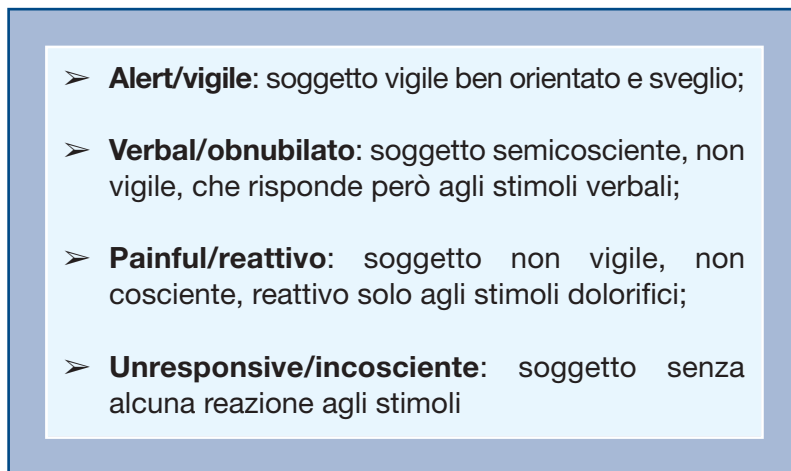 ➢ Alert/vigile: soggetto vigile ben orientato e sveglio;
➢ Verbal/obnubilato: soggetto semicosciente, non
vigile, che risponde però agli stimoli verbali;
➢ Painful/reattivo: soggetto non vigile, non
cosciente, reattivo solo agli stimoli dolorifici;
➢ Unresponsive/incosciente: soggetto senza
alcuna reazione agli stimoli